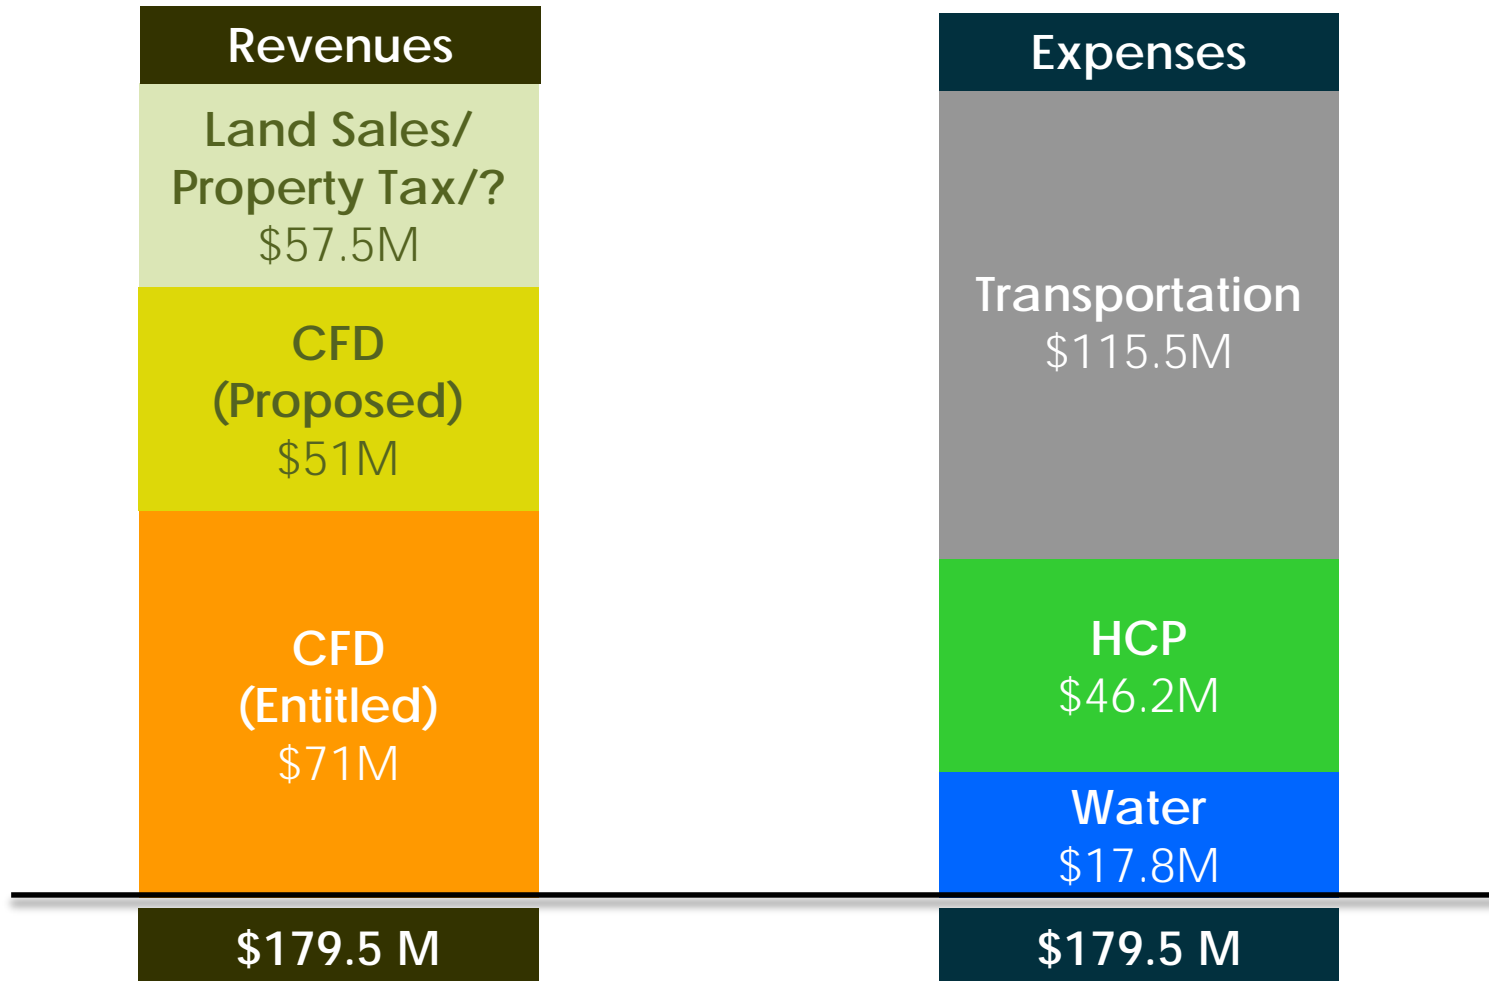 Revenues
Land Sales/
Property Tax/?
$57.5M
CFD
(Proposed)
$51M
CFD
(Entitled)
$71M
$179.5 M
Expenses
Transportation
$115.5M
HCP
$46.2M
Water
$17.8M
$179.5 M